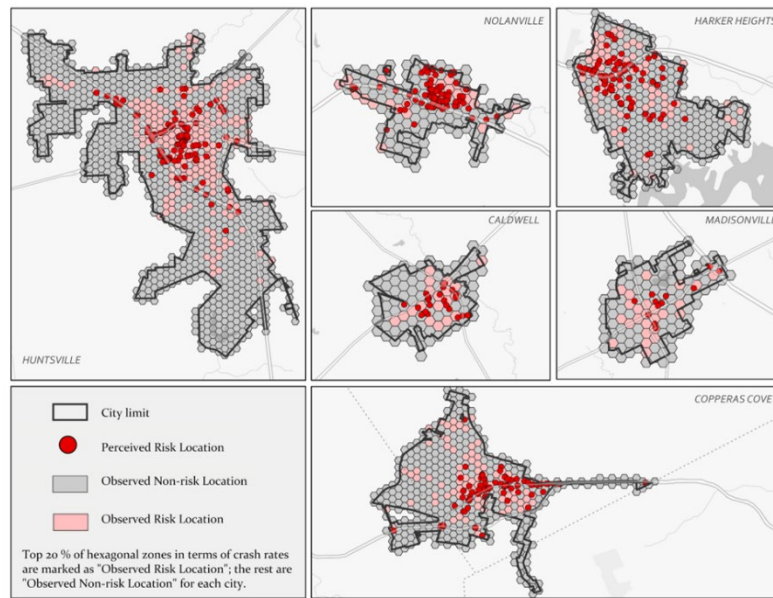 NOLANVILLE
HARKER HEIGHTS
CALDWELL
MADISONVILLE
HUNTSVILLE
COPPERAS COVE
City limit
Perceived Risk Location
Observed Non-risk Location
Observed Risk Location
Top 20 % of hexagonal zones in terms of crash rates
are marked as "Observed Risk Location"; the rest are
"Observed Non-risk Location" for each city.